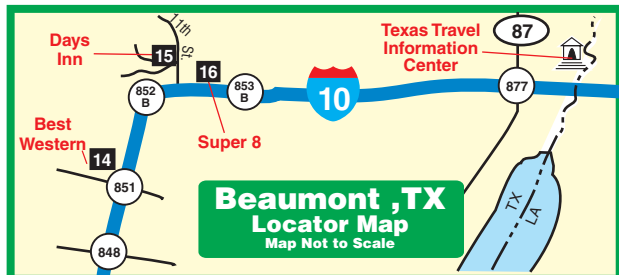 11th
St.
Days
Inn
15
16
852
B
853
B
10
Super 8
87
Texas Travel
Information
Center
877
Best
Western
14
851
848
Beaumont ,TX
Locator Map
Map Not to Scale
TX
LA